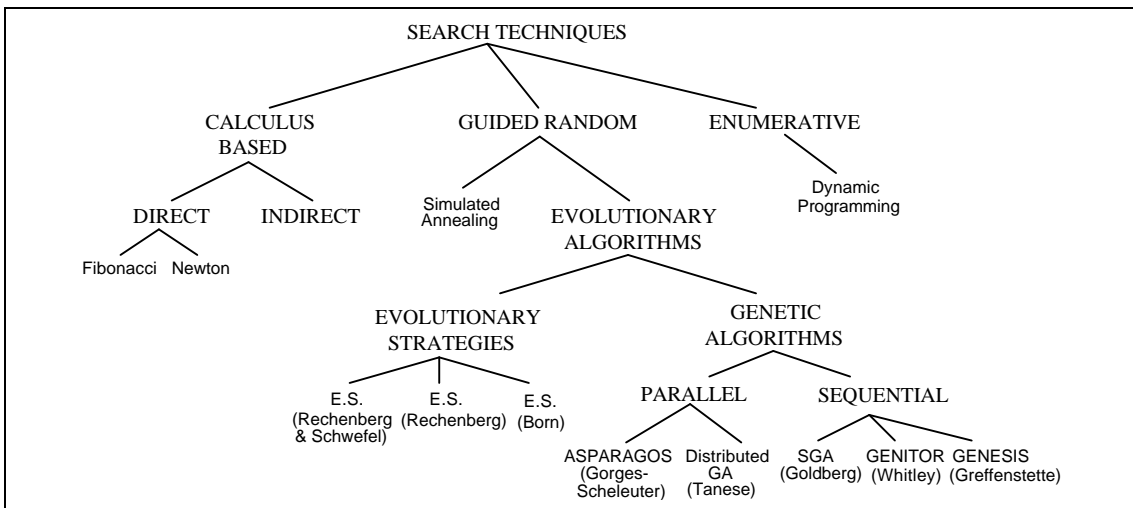 SEARCH TECHNIQUES
CALCULUS
BASED
GUIDED RANDOM
ENUMERATIVE
DIRECT
INDIRECT
Simulated
Annealing
EVOLUTIONARY
ALGORITHMS
Dynamic
Programming
Fibonacci
Newton
EVOLUTIONARY
STRATEGIES
GENETIC
ALGORITHMS
E.S.
(Rechenberg
& Schwefel)
E.S.
(Rechenberg)
E.S.
(Born)
PARALLEL
SEQUENTIAL
ASPARAGOS
(Gorges-
Scheleuter)
Distributed
GA
(Tanese)
SGA
(Goldberg)
GENITOR
(Whitley)
GENESIS
(Greffenstette)